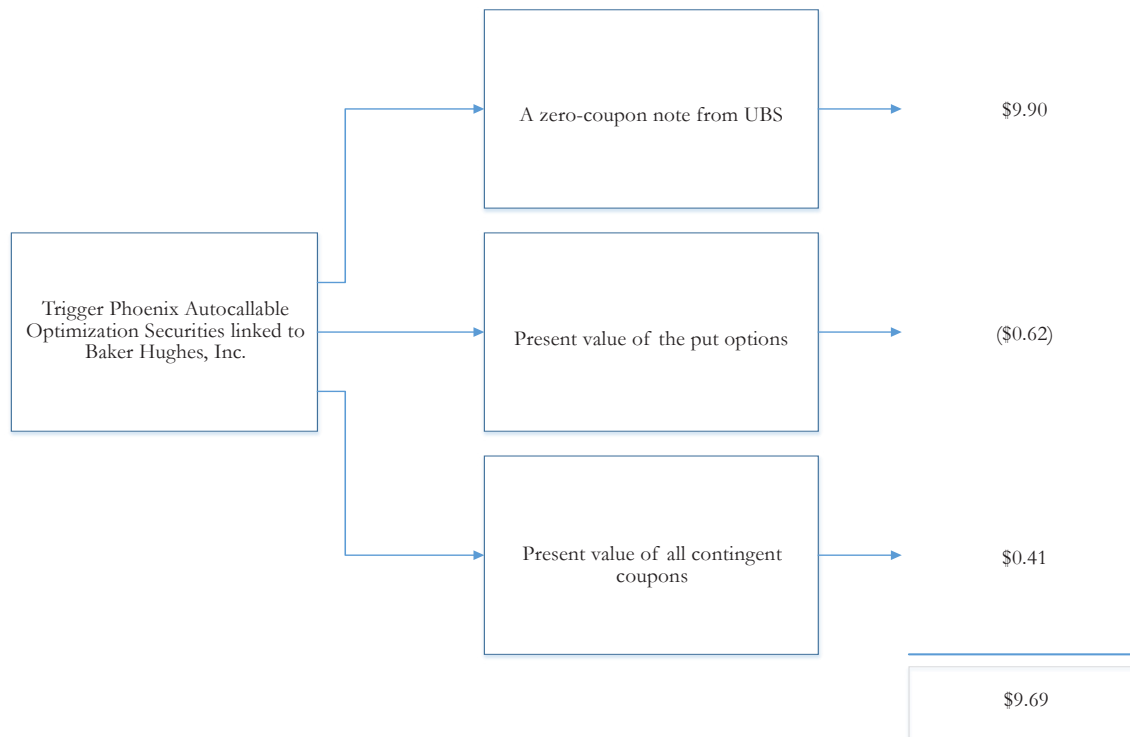 A zero-coupon note from UBS
$9.90
Trigger Phoenix Autocallable
Optimization Securities linked to
Baker Hughes, Inc.
Present value of the put options
($0.62)
Present value of all contingent
coupons
$0.41
$9.69